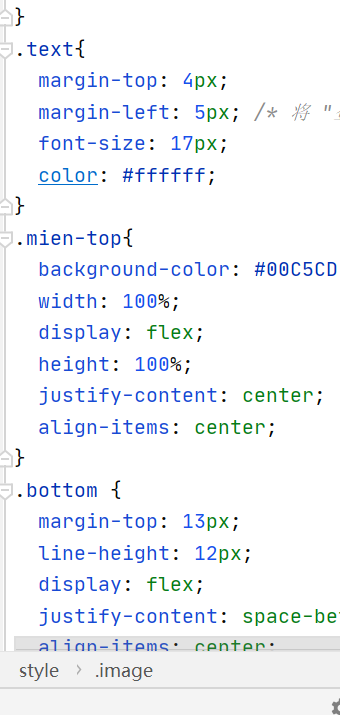 }
.text{
margin-top: 4px;
margin-left: 5px; /* 将 "
font-size: 17px;
color: #ffffff;
}
.mien-top{
background-color: #00C5CD
width: 100%;
display: flex;
height: 100%;
justify-content: center;
align-items: center;
}
.bottom {
margin-top: 13px;
line-height: 12px;
display: flex;
justify-content: space-be
align-items: center;
style › .image